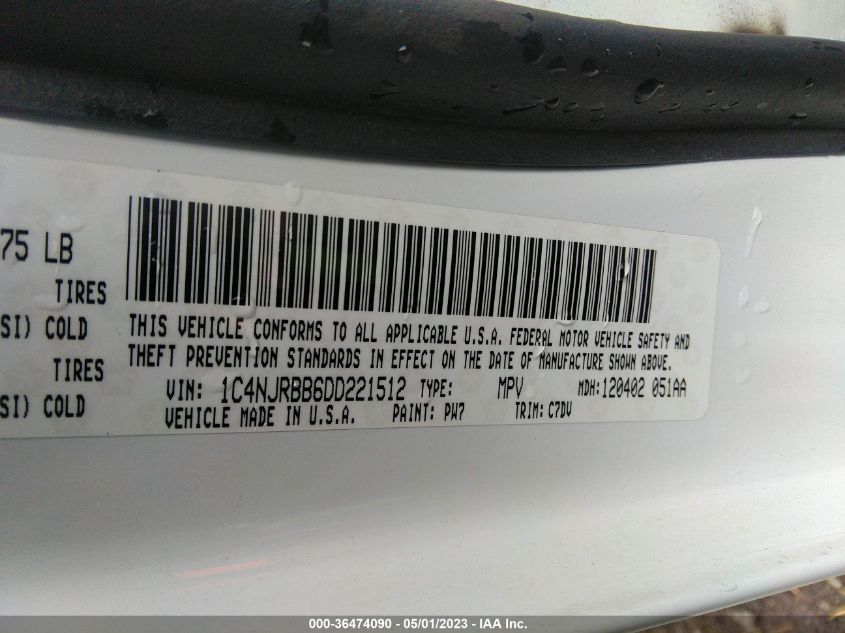 75 LB
TIRES
SI) COLD
TIRES
SI) COLD
THIS VEHICLE CONFORMS TO ALL APPLICABLE U.S.A. FEDERAL MOTOR VEHICLE SAFETY AND
THEFT PREVENTION STANDARDS IN EFFECT ON THE DATE OF MANUFACTURE SHOWN ABOVE.
VIN: 1C4NJRBB6DD221512 TYPE: MPV MDH:120402 051AA
VEHICLE MADE IN U.S.A. PAINT: PW7 TRIM: C7DV
000-36474090 - 05/01/2023 - IAA Inc.